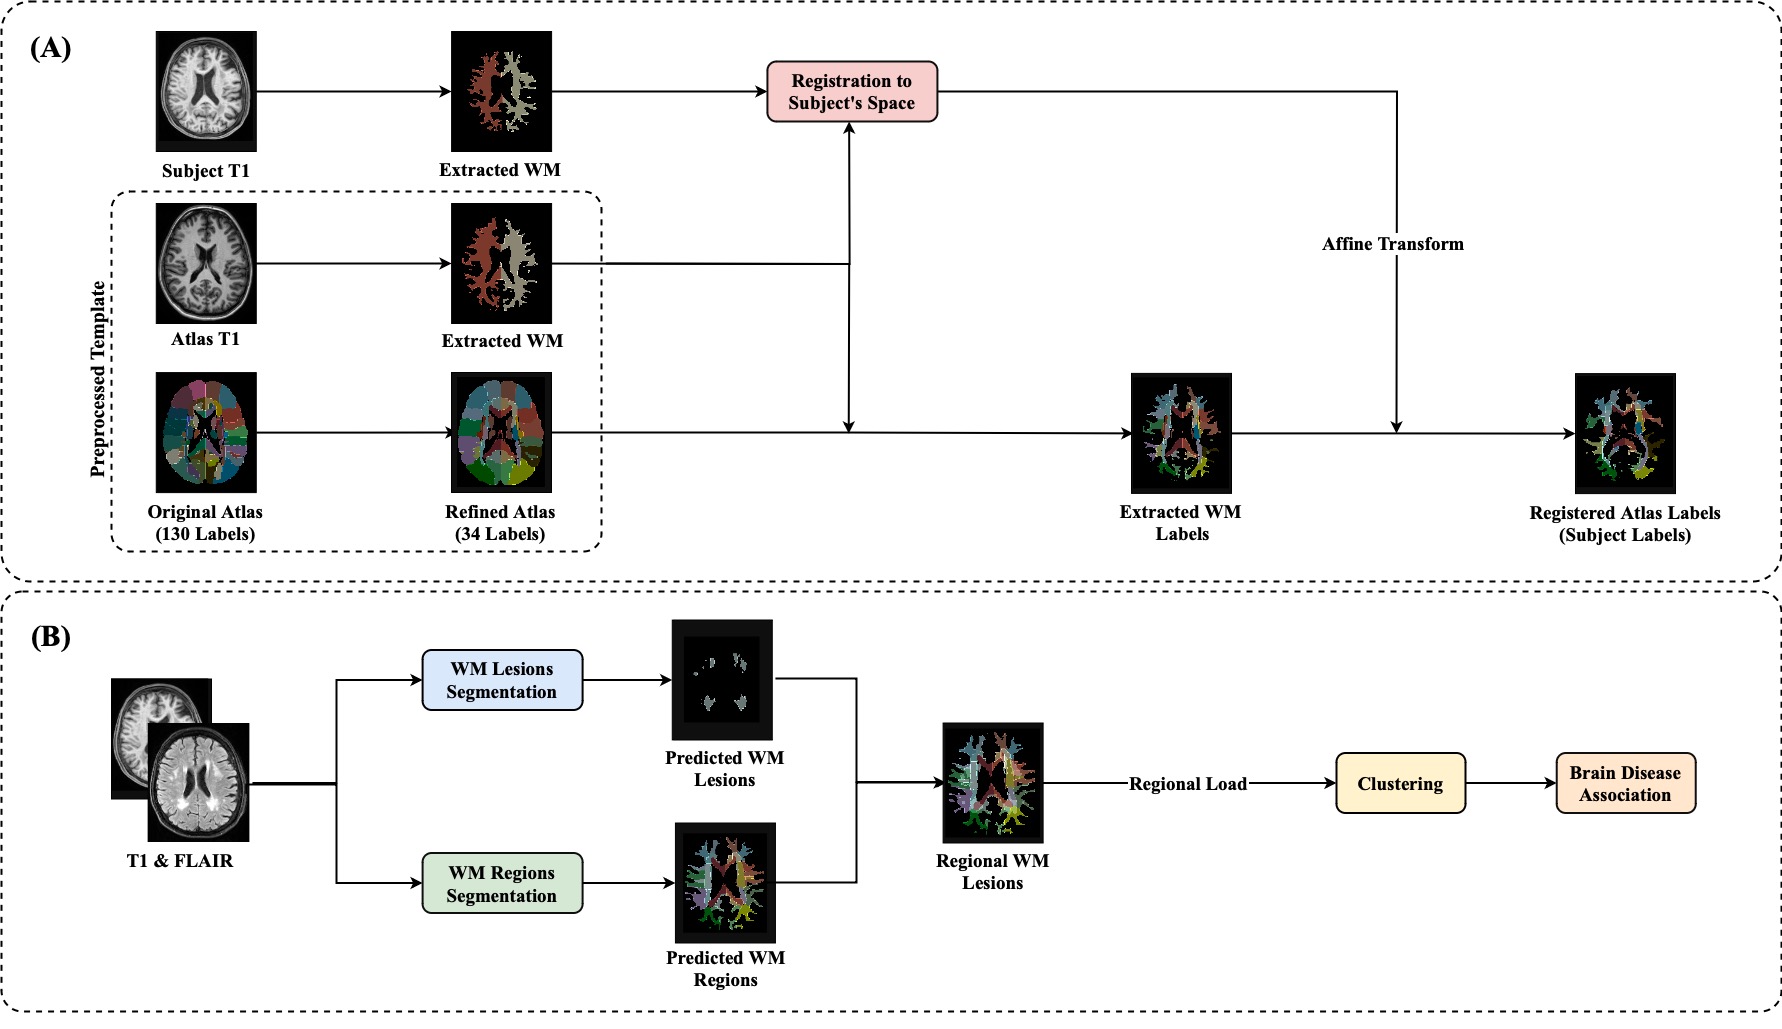 (A)
Subject T1
Extracted WM
Registration to
Subject's Space
Preprocessed Template
Atlas T1
Extracted WM
Affine Transform
Original Atlas
(130 Labels)
Refined Atlas
(34 Labels)
Extracted WM
Labels
Registered Atlas Labels
(Subject Labels)
(B)
T1 & FLAIR
WM Lesions
Segmentation
Predicted WM
Lesions
WM Regions
Segmentation
Predicted WM
Regions
Regional WM
Lesions
Regional Load
Clustering
Brain Disease
Association